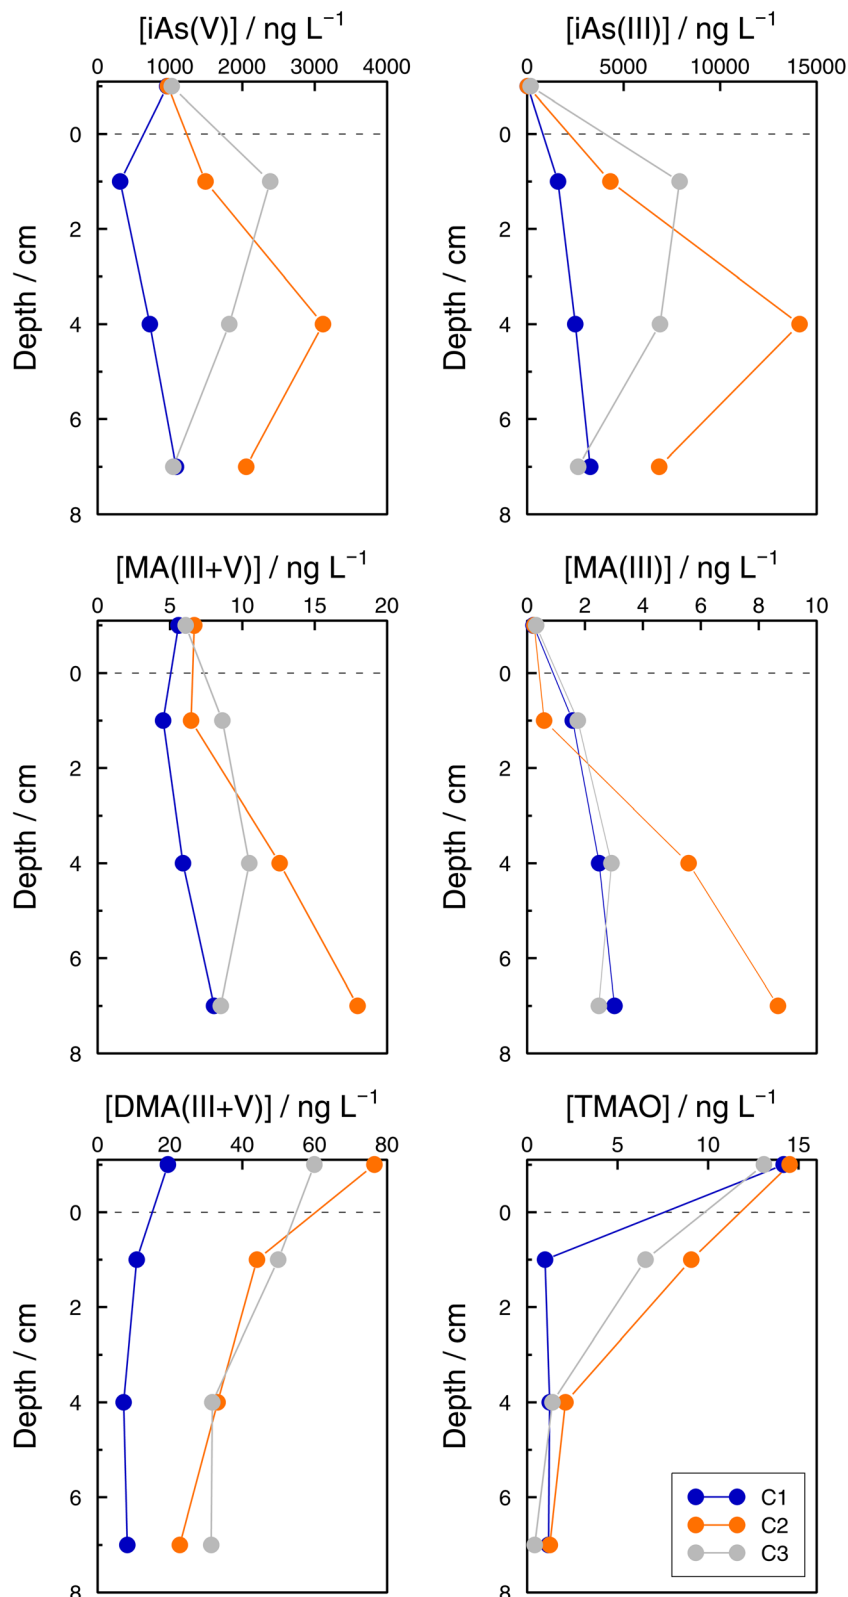 [iAs(V)] / ng L⁻¹
0 1000 2000 3000 4000
Depth / cm
0
2
4
6
8
[iAs(III)] / ng L⁻¹
0 5000 10000 15000
Depth / cm
0
2
4
6
8
[MA(III+V)] / ng L⁻¹
0 5 10 15 20
Depth / cm
0
2
4
6
8
[MA(III)] / ng L⁻¹
0 2 4 6 8 10
Depth / cm
0
2
4
6
8
[DMA(III+V)] / ng L⁻¹
0 20 40 60 80
Depth / cm
0
2
4
6
8
[TMAO] / ng L⁻¹
0 5 10 15
Depth / cm
0
2
4
6
8
C1
C2
C3